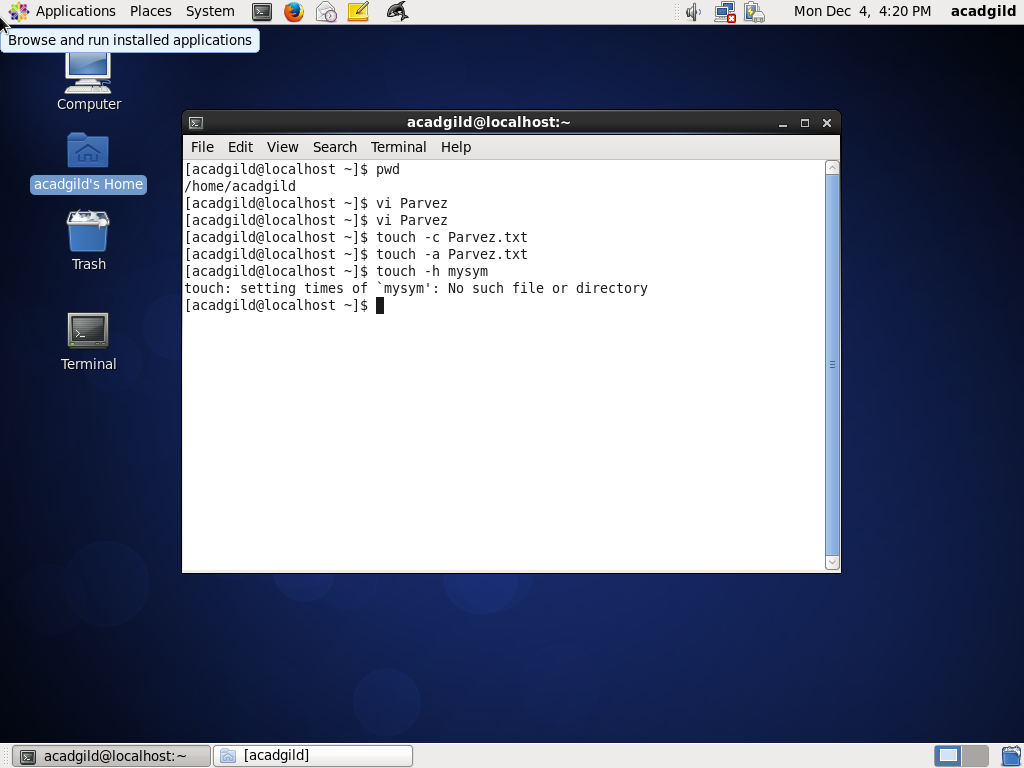 Applications Places System Mon Dec 4, 4:20 PM acadgild
Browse and run installed applications
Computer
acadgild's Home
Trash
Terminal
acadgild@localhost:~
File Edit View Search Terminal Help
[acadgild@localhost ~]$ pwd
/home/acadgild
[acadgild@localhost ~]$ vi Parvez
[acadgild@localhost ~]$ vi Parvez
[acadgild@localhost ~]$ touch -c Parvez.txt
[acadgild@localhost ~]$ touch -a Parvez.txt
[acadgild@localhost ~]$ touch -h mysym
touch: setting times of `mysym': No such file or directory
[acadgild@localhost ~]$
acadgild@localhost:~ [acadgild]